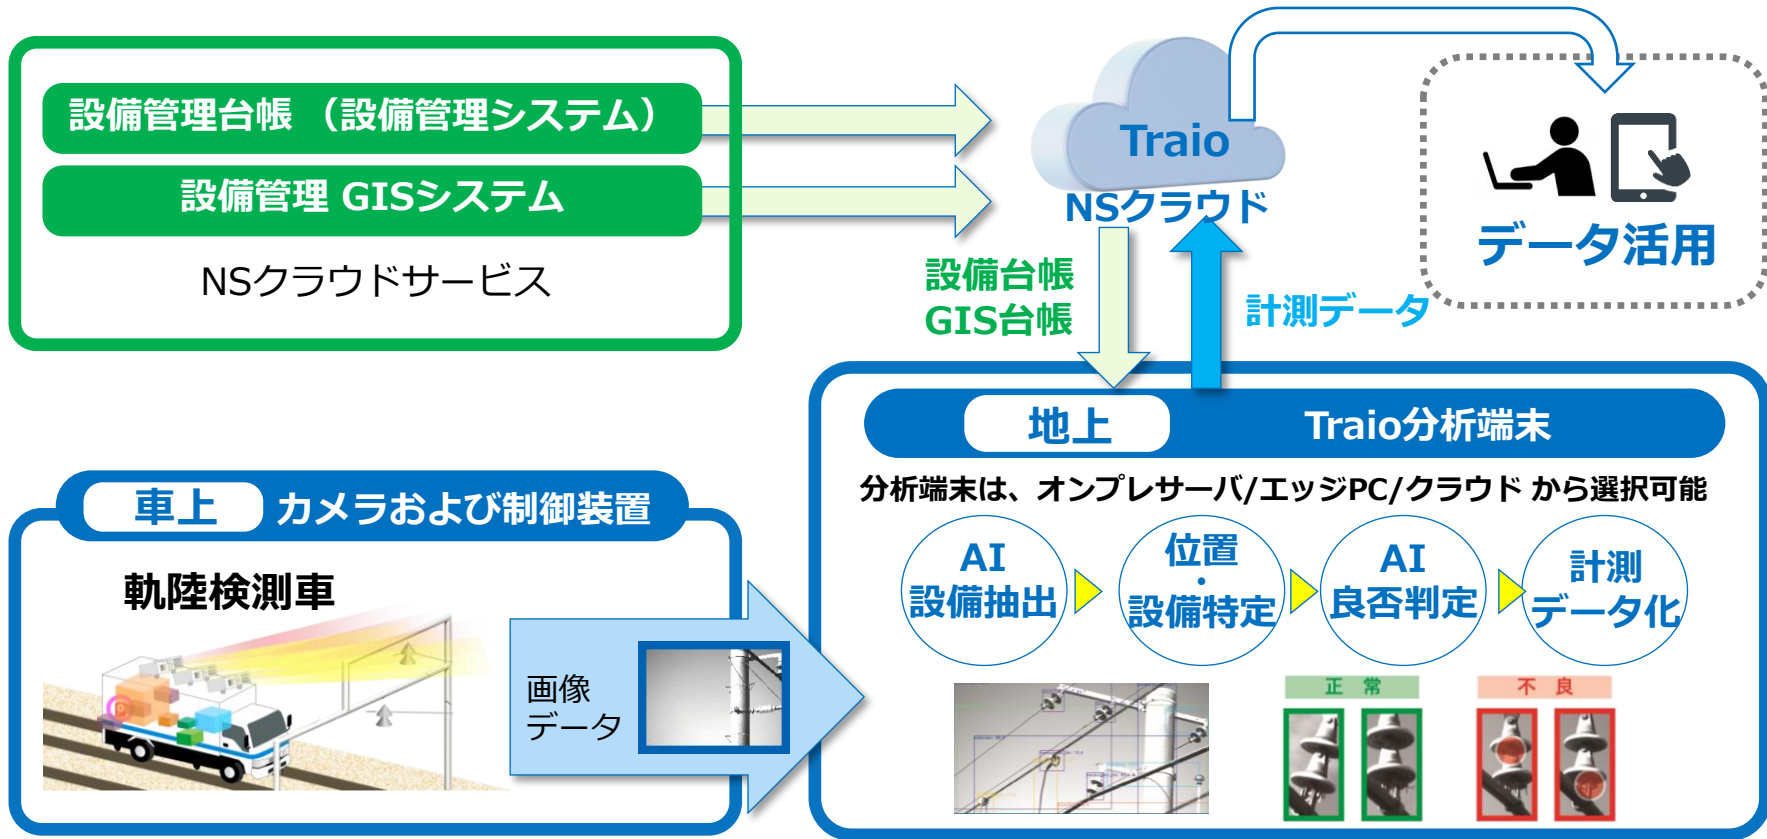 設備管理台帳 （設備管理システム）
設備管理 GISシステム
NSクラウドサービス
Traio
NSクラウド
データ活用
設備台帳
GIS台帳
計測データ
地上
Traio分析端末
分析端末は、オンプレサーバ/エッジPC/クラウド から選択可能
AI
設備抽出
位置
・
設備特定
AI
良否判定
計測
データ化
正 常
不 良
車上
カメラおよび制御装置
軌陸検測車
画像
データ